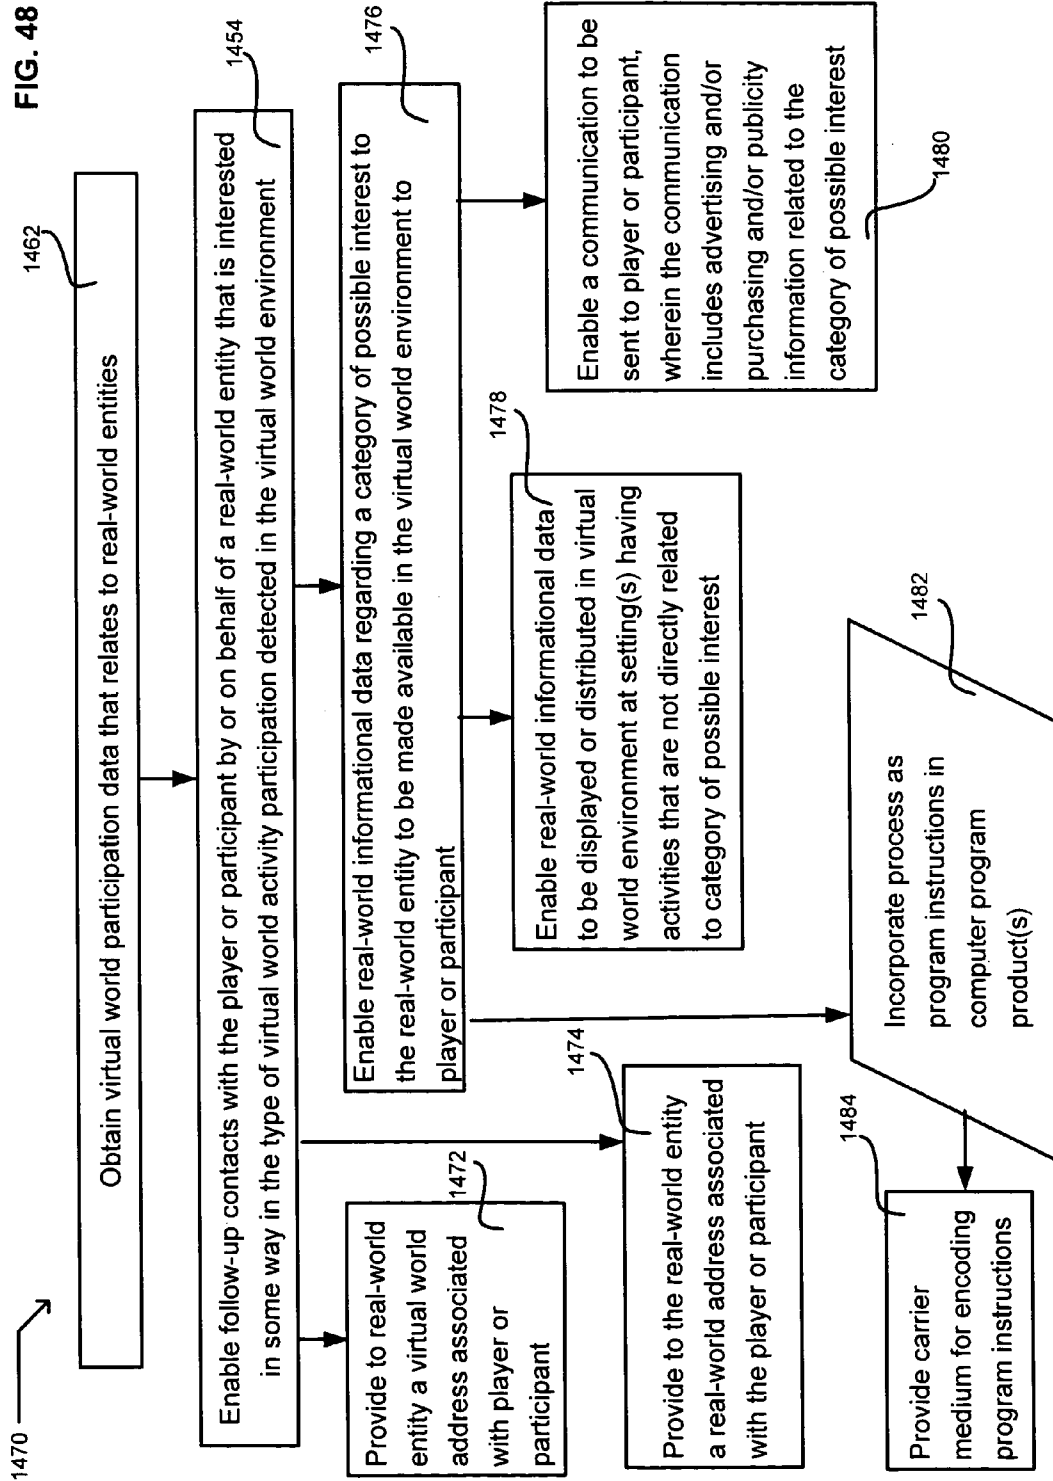 FIG. 48
1470
1462
Obtain virtual world participation data that relates to real-world entities
1454
Enable follow-up contacts with the player or participant by or on behalf of a real-world entity that is interested
in some way in the type of virtual world activity participation detected in the virtual world environment
1476
Enable real-world informational data regarding a category of possible interest to
the real-world entity to be made available in the virtual world environment to
player or participant
1472
Provide to real-world
entity a virtual world
address associated
with player or
participant
1478
Enable real-world informational data
to be displayed or distributed in virtual
world environment at setting(s) having
activities that are not directly related
to category of possible interest
Enable a communication to be
sent to player or participant,
wherein the communication
includes advertising and/or
purchasing and/or publicity
information related to the
category of possible interest
1480
1474
Provide to the real-world entity
a real-world address associated
with the player or participant
1482
Incorporate process as
program instructions in
computer program
product(s)
1484
Provide carrier
medium for encoding
program instructions